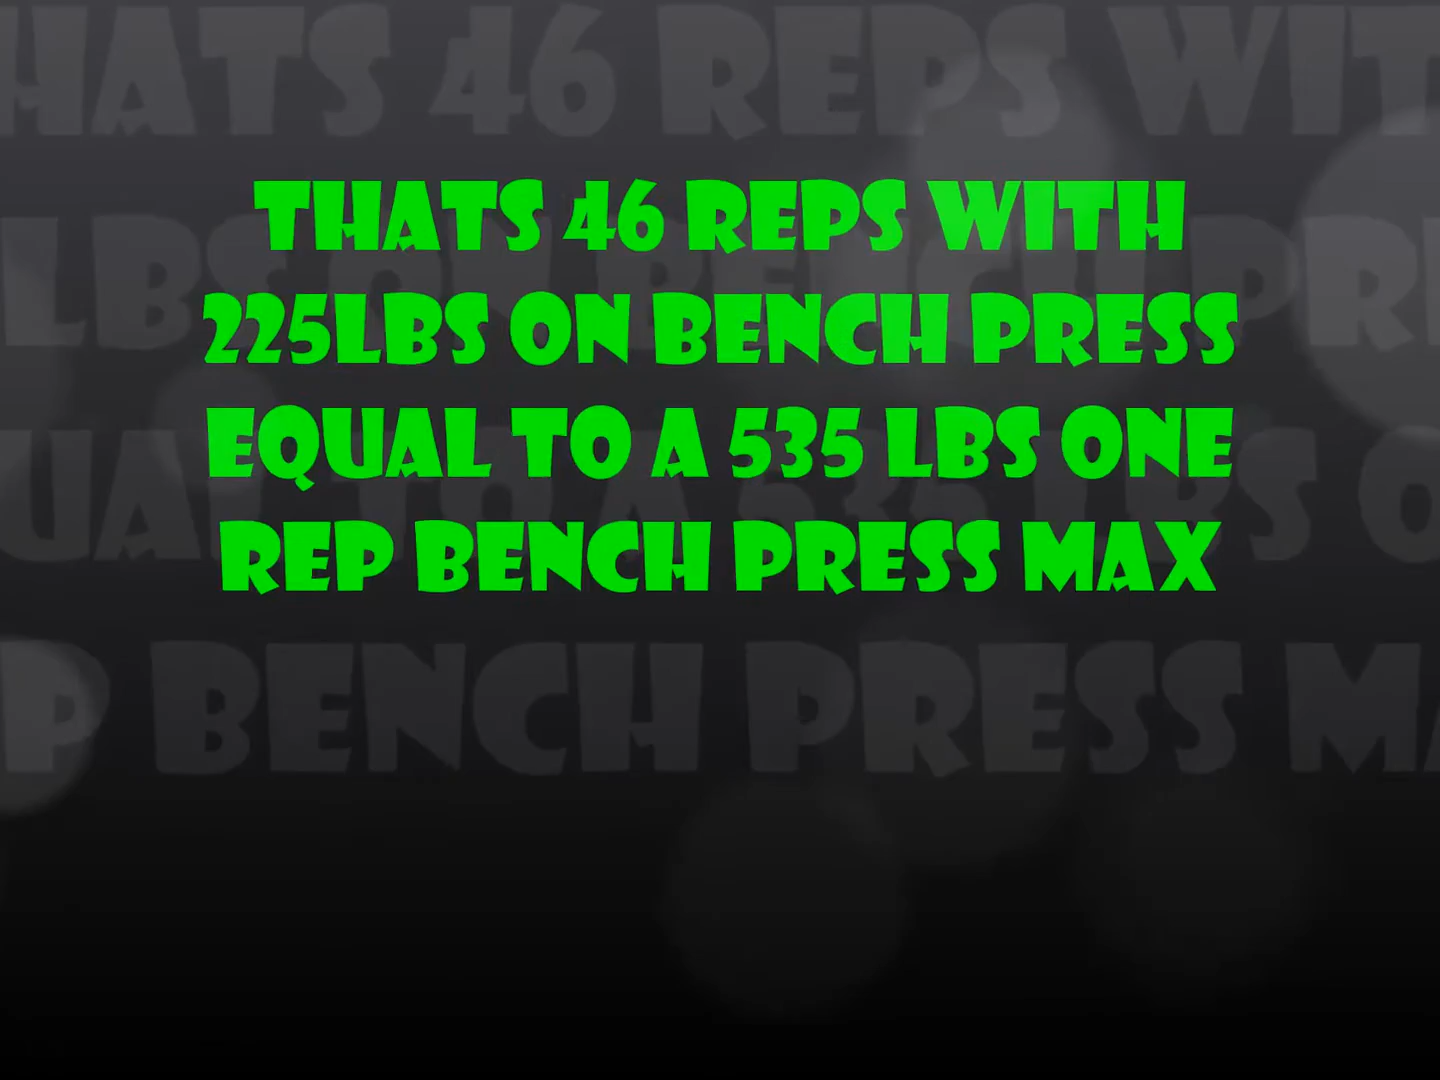 THATS 46 REPS WITH
225LBS ON BENCH PRESS
EQUAL TO A 535 LBS ONE
REP BENCH PRESS MAX